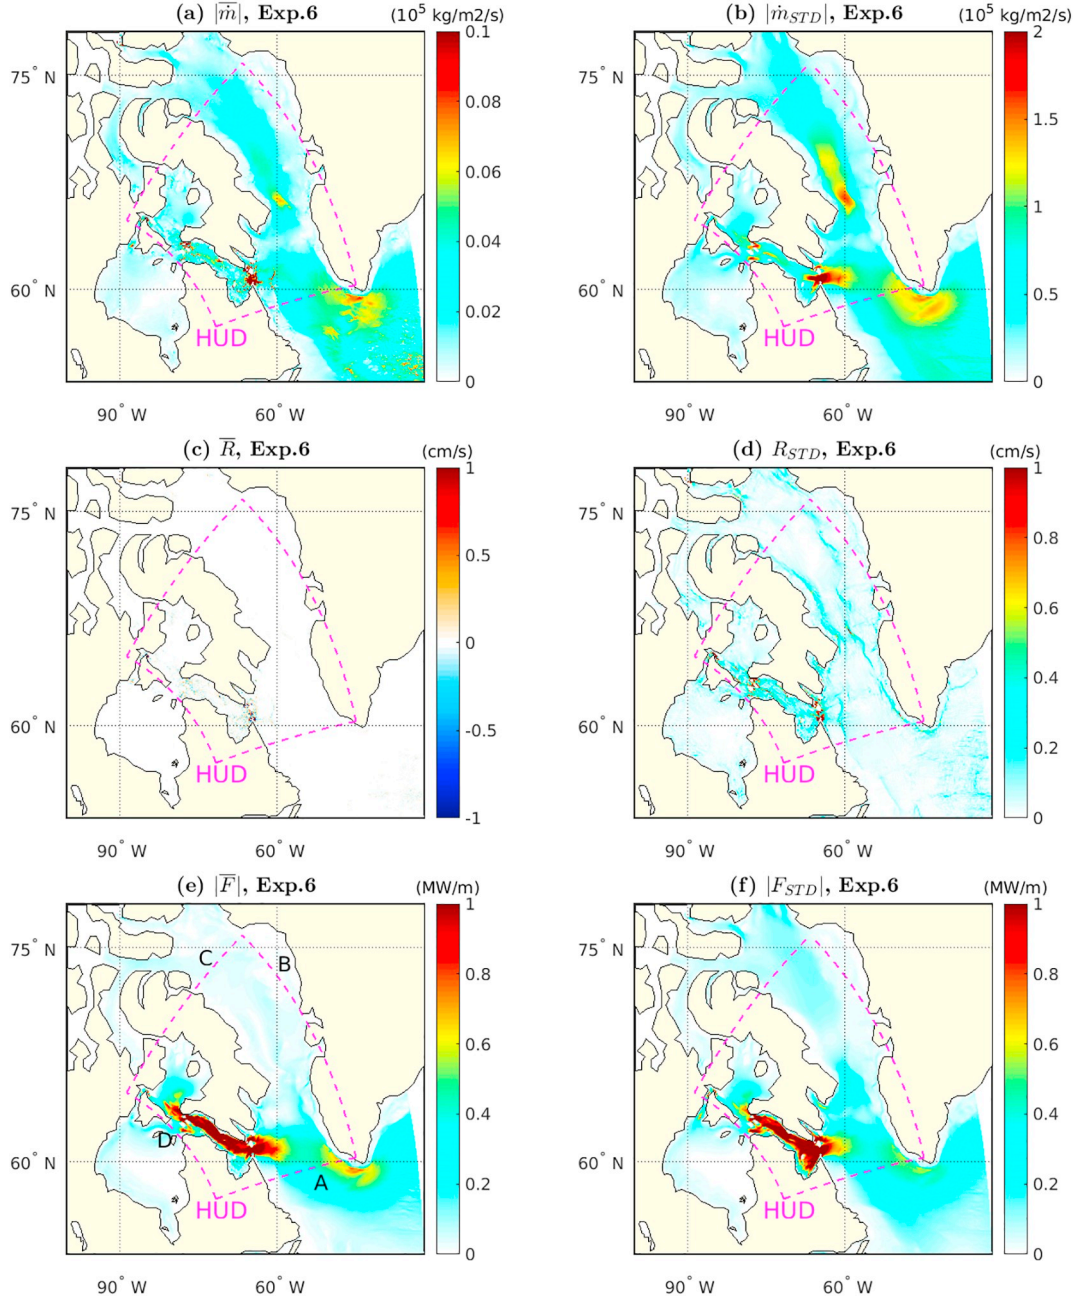 (a) |ṁ̅|, Exp.6 (10⁵ kg/m2/s)
(b) |ṁ_STD|, Exp.6 (10⁵ kg/m2/s)
75° N
60° N
HUD
90° W
60° W
0.1
0.08
0.06
0.04
0.02
0
75° N
60° N
HUD
90° W
60° W
2
1.5
1
0.5
0
(c) R̅, Exp.6 (cm/s)
(d) R_STD, Exp.6 (cm/s)
75° N
60° N
HUD
90° W
60° W
1
0.5
0
-0.5
-1
75° N
60° N
HUD
90° W
60° W
1
0.8
0.6
0.4
0.2
0
(e) |F̅|, Exp.6 (MW/m)
(f) |F_STD|, Exp.6 (MW/m)
75° N
60° N
C
B
D
A
HUD
90° W
60° W
1
0.8
0.6
0.4
0.2
0
75° N
60° N
HUD
90° W
60° W
1
0.8
0.6
0.4
0.2
0